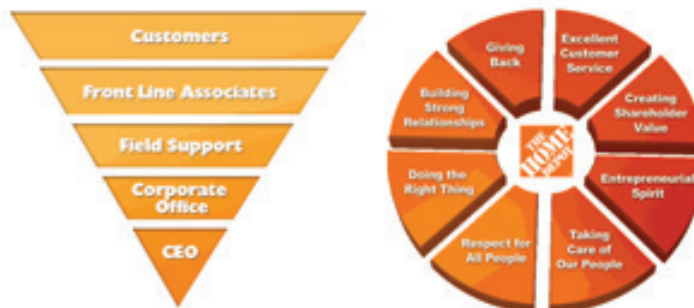 Customers
Front Line Associates
Field Support
Corporate
Office
CEO
Giving
Back
Excellent
Customer
Service
Creating
Shareholder
Value
Entrepreneurial
Spirit
Taking
Care of
Our People
Respect for
All People
Doing the
Right Thing
Building
Strong
Relationships
THE
HOME
DEPOT